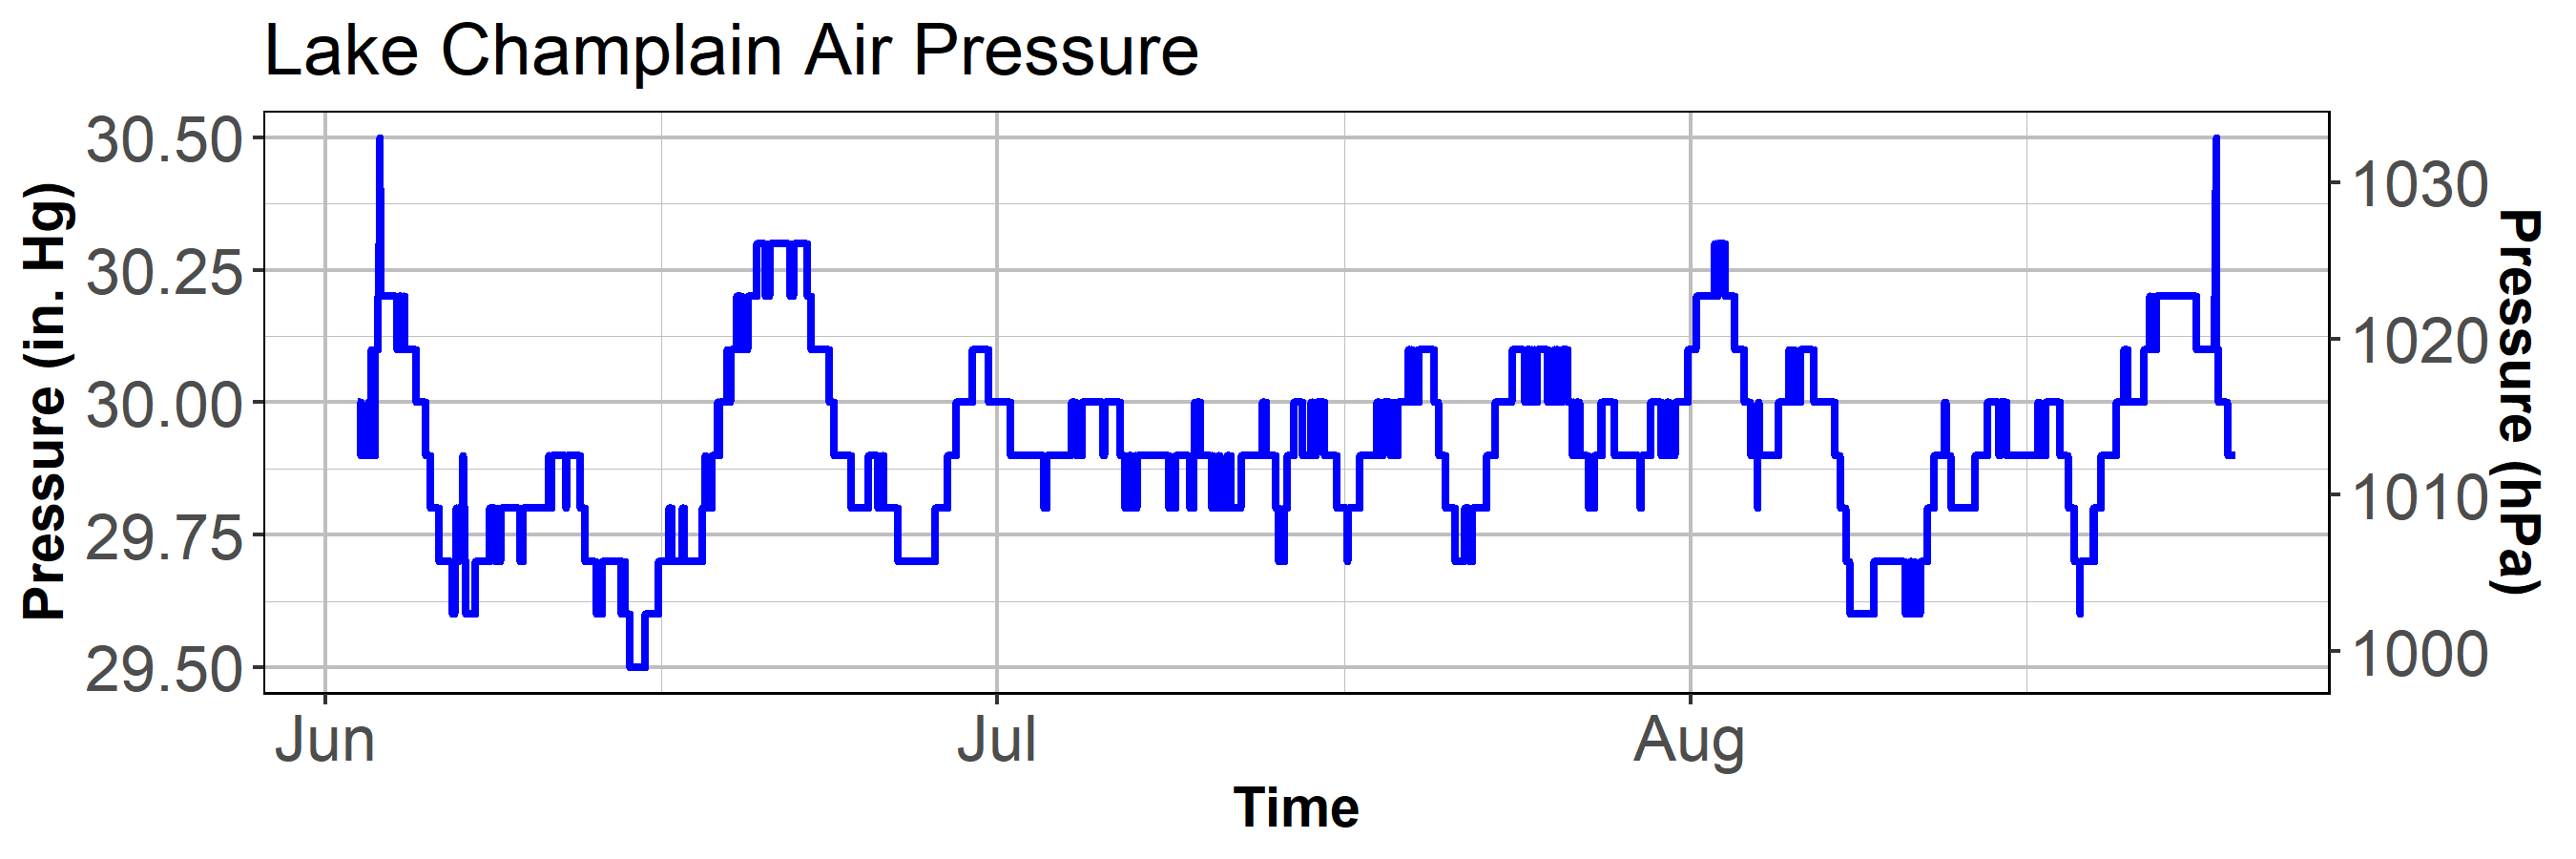 Lake Champlain Air Pressure
Pressure (in. Hg)
30.50
30.25
30.00
29.75
29.50
1030
1020
1010
1000
Pressure (hPa)
Jun Jul Aug
Time